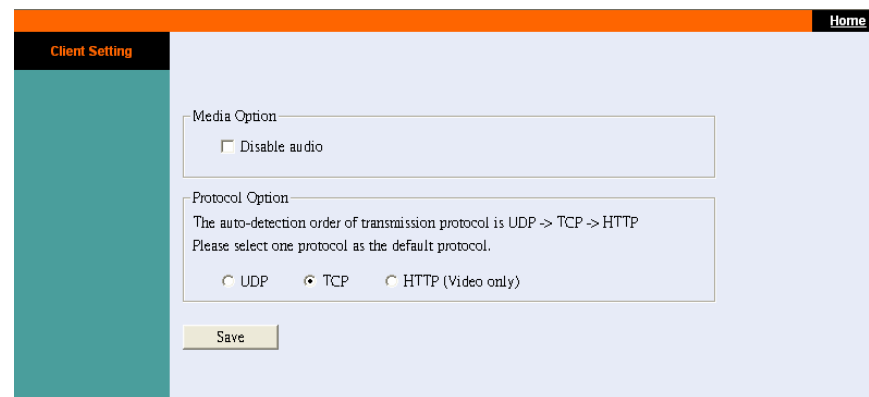 Home
Client Setting
Media Option
Disable audio
Protocol Option
The auto-detection order of transmission protocol is UDP -> TCP -> HTTP
Please select one protocol as the default protocol.
UDP TCP HTTP (Video only)
Save